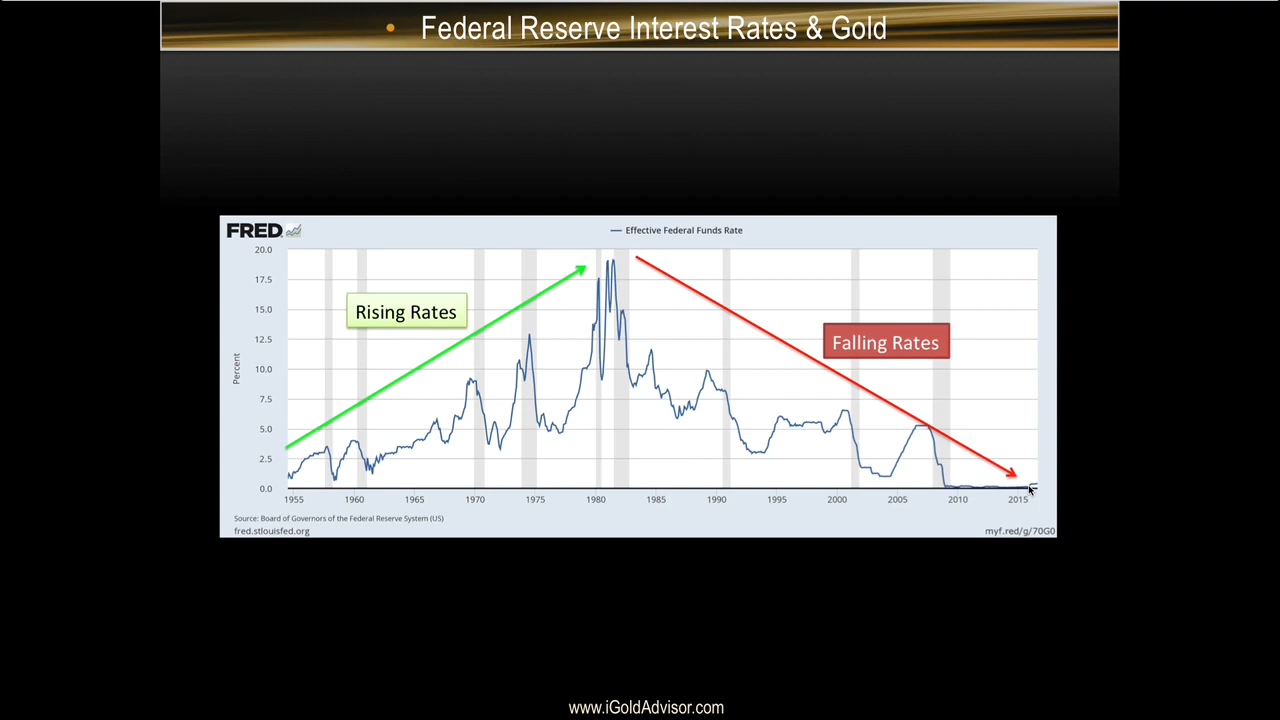 • Federal Reserve Interest Rates & Gold
FRED
Effective Federal Funds Rate
20.0
17.5
15.0
12.5
10.0
7.5
5.0
2.5
0.0
Percent
Rising Rates
Falling Rates
1955 1960 1965 1970 1975 1980 1985 1990 1995 2000 2005 2010 2015
Source: Board of Governors of the Federal Reserve System (US)
fred.stlouisfed.org myf.red/g/70G0
www.iGoldAdvisor.com